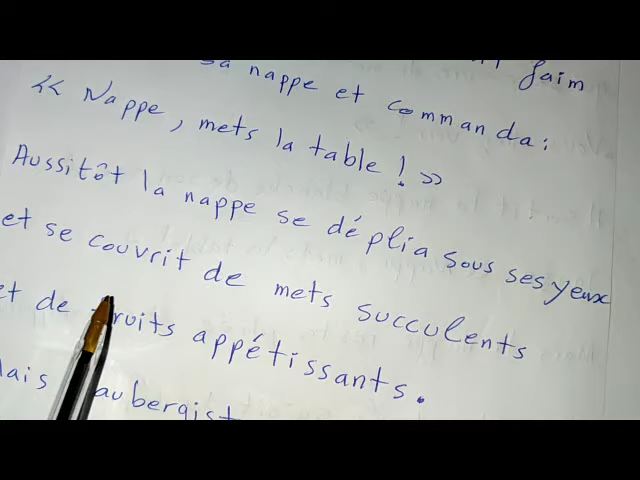 sa nappe et commanda: faim
« Nappe, mets la table ! »
Aussitôt la nappe se déplia sous ses yeux
et se couvrit de mets succulents
et de fruits appétissants.